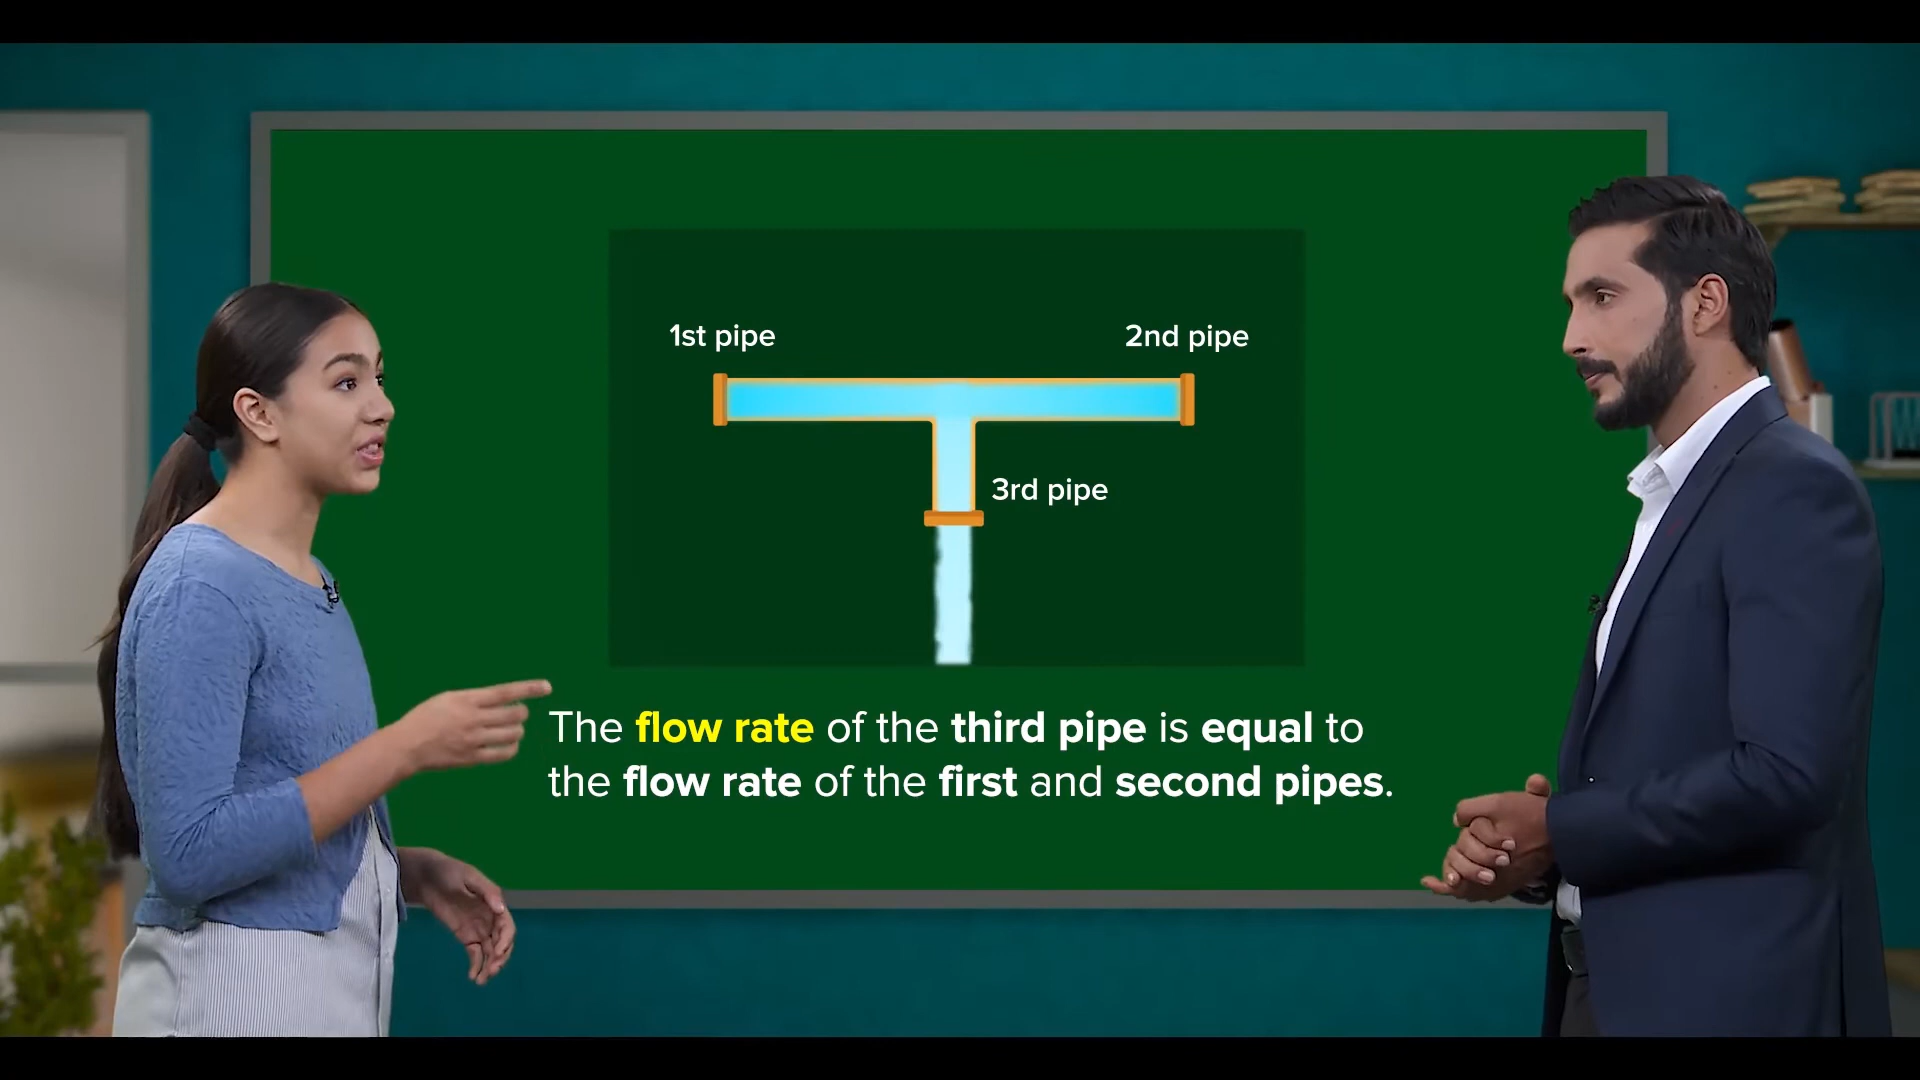 1st pipe
2nd pipe
3rd pipe
The flow rate of the third pipe is equal to
the flow rate of the first and second pipes.